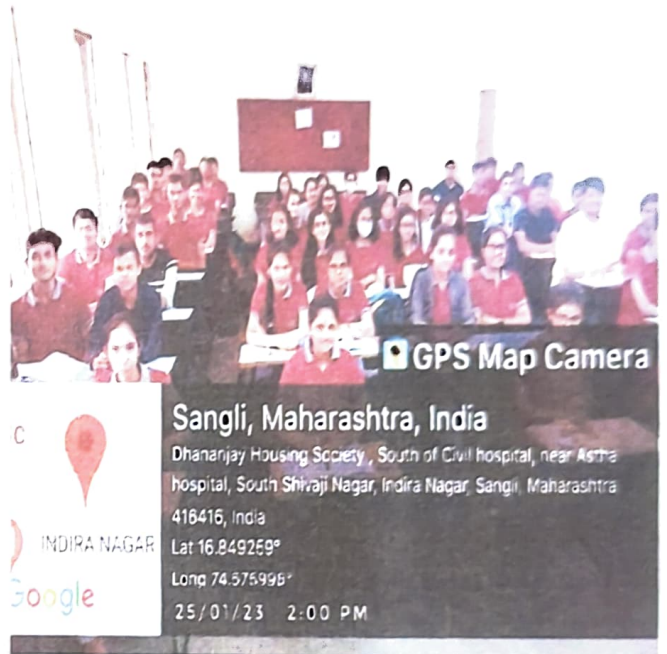 GPS Map Camera
Sangli, Maharashtra, India
Dhananjay Housing Society, South of Civil hospital, near Astha
hospital, South Shivaji Nagar, Indira Nagar, Sangli, Maharashtra
416416, India
Lat 16.849259°
Long 74.575998°
25/01/23 2:00 PM
C
INDIRA NAGAR
Google